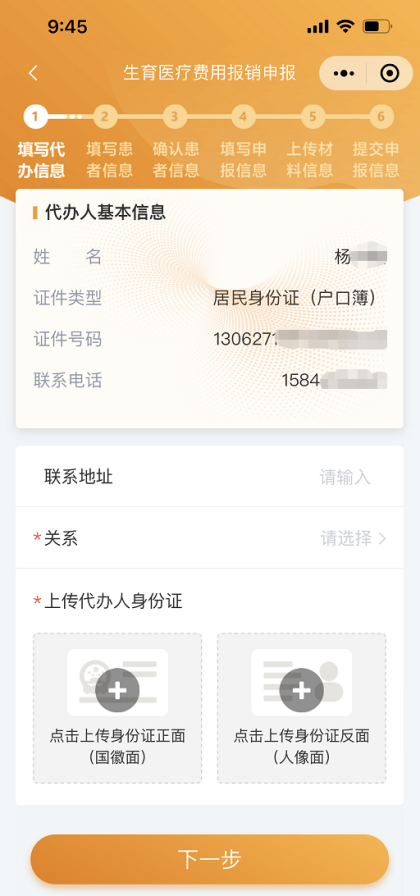 9:45
生育医疗费用报销申报
1 2 3 4 5 6
填写代 填写患 确认患 填写申 上传材 提交申
办信息 者信息 者信息 报信息 料信息 报信息
代办人基本信息
姓 名 杨
证件类型 居民身份证（户口簿）
证件号码 130627
联系电话 1584
联系地址 请输入
*关系 请选择
*上传代办人身份证
点击上传身份证正面 点击上传身份证反面
（国徽面） （人像面）
下一步